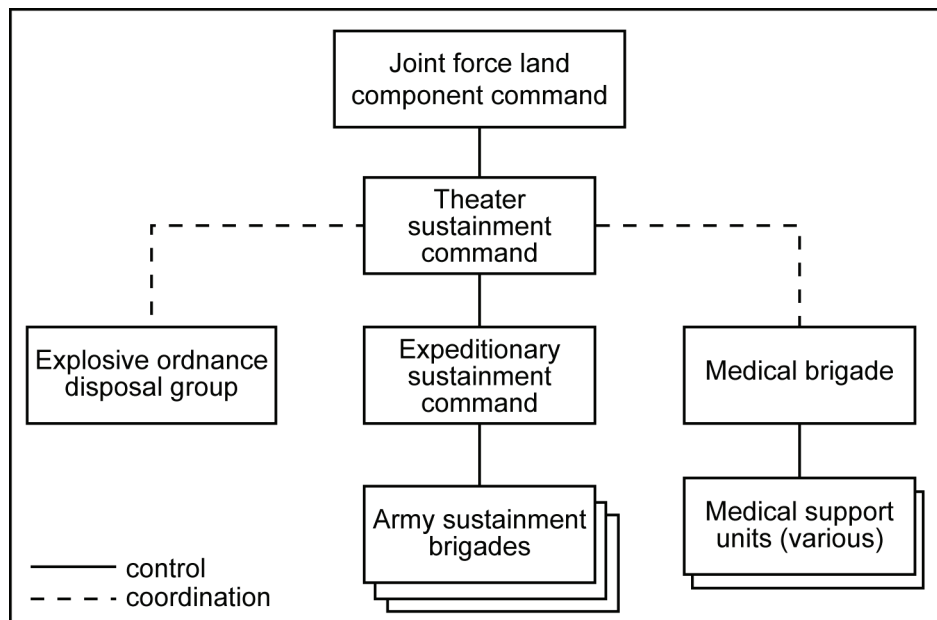 Joint force land
component command
Theater
sustainment
command
Explosive ordnance
disposal group
Expeditionary
sustainment
command
Medical brigade
Army sustainment
brigades
Medical support
units (various)
control
coordination